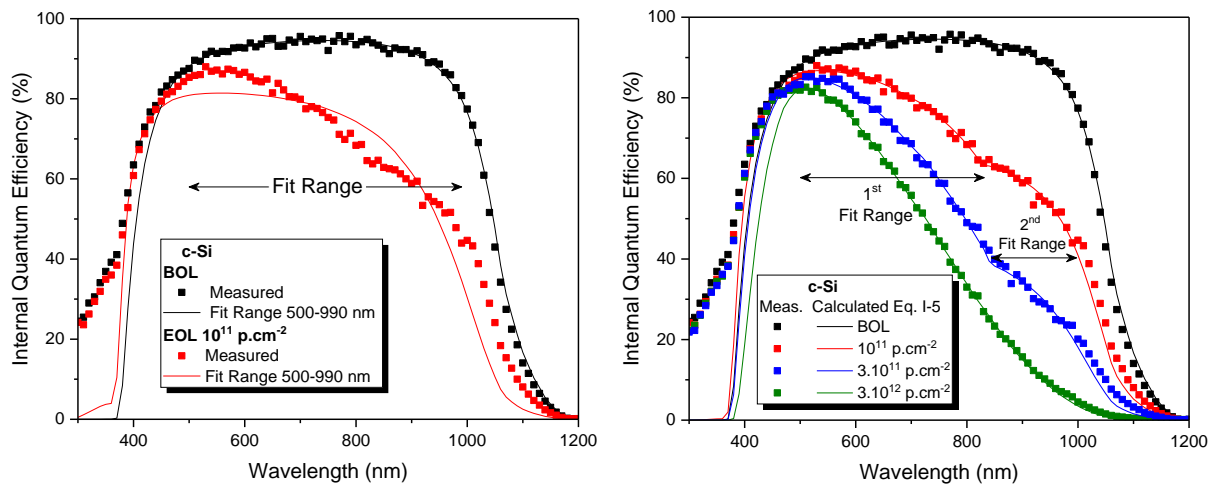 100
80
60
40
20
0
400
600
800
1000
1200
Internal Quantum Efficiency (%)
Wavelength (nm)
Fit Range
c-Si
BOL
Measured
Fit Range 500-990 nm
EOL 10¹¹ p.cm⁻²
Measured
Fit Range 500-990 nm
100
80
60
40
20
0
400
600
800
1000
1200
Internal Quantum Efficiency (%)
Wavelength (nm)
1st
Fit Range
2nd
Fit Range
c-Si
Meas. Calculated Eq. I-5
BOL
10¹¹ p.cm⁻²
3.10¹¹ p.cm⁻²
3.10¹² p.cm⁻²